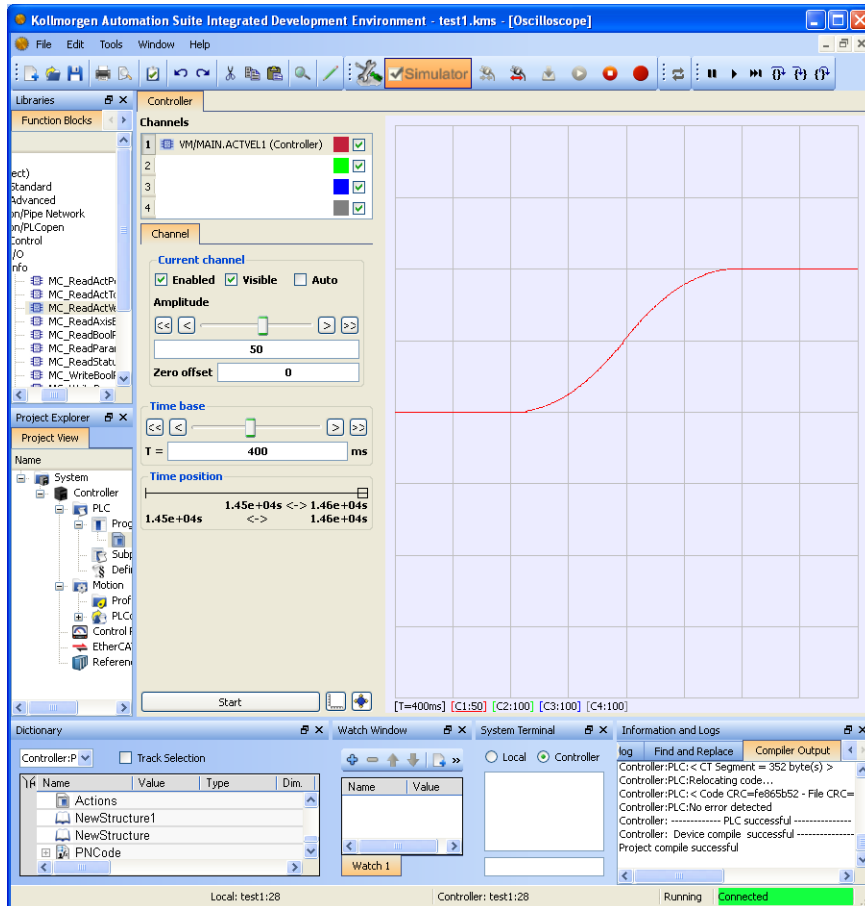 Kollmorgen Automation Suite Integrated Development Environment - test1.kms - [Oscilloscope]
File Edit Tools Window Help
Simulator
Libraries
Function Blocks
ect)
Standard
Advanced
on/Pipe Network
on/PLCopen
Control
/O
nfo
MC_ReadActP
MC_ReadActTo
MC_ReadActVe
MC_ReadAxisE
MC_ReadBoolP
MC_ReadParai
MC_ReadStatu
MC_WriteBoolF
Project Explorer
Project View
Name
System
Controller
PLC
Prog
Subp
Defir
Motion
Prof
PLCo
Control P
EtherCA
Referenc
Controller
Channels
1 VM/MAIN.ACTVEL1 (Controller)
2
3
4
Channel
Current channel
Enabled Visible Auto
Amplitude
<< < > >>
50
Zero offset 0
Time base
<< < > >>
T = 400 ms
Time position
1.45e+04s <-> 1.46e+04s
1.45e+04s <-> 1.46e+04s
Start
[T=400ms] [C1:50] [C2:100] [C3:100] [C4:100]
Dictionary
Controller:P Track Selection
Name Value Type Dim.
Actions
NewStructure1
NewStructure
PNCode
Watch Window
»
Name Value
Watch 1
System Terminal
Local Controller
Information and Logs
log Find and Replace Compiler Output
Controller:PLC:< CT Segment = 352 byte(s) >
Controller:PLC:Relocating code...
Controller:PLC:< Code CRC=fe865b52 - File CRC=
Controller:PLC:No error detected
Controller: ------------- PLC successful ---------------
Controller: Device compile successful --------------
Project compile successful
Local: test1:28 Controller: test1:28 Running Connected